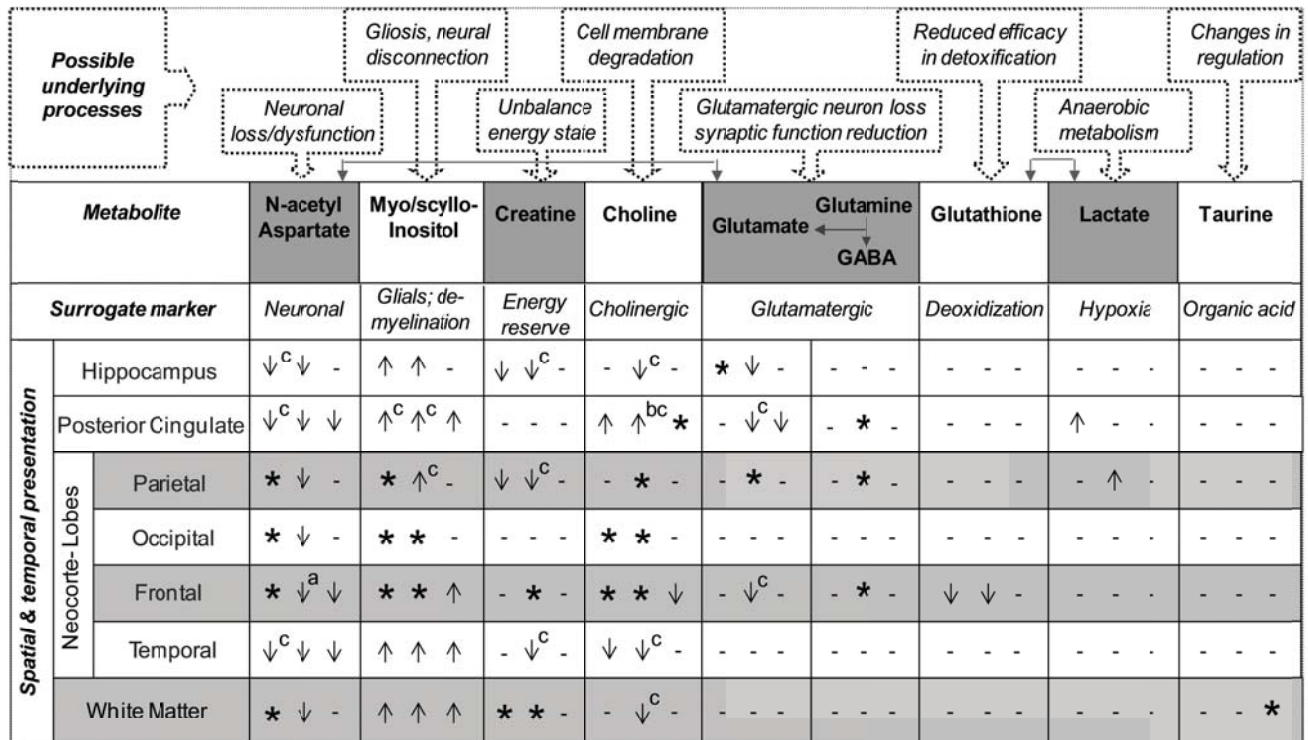 Possible
underlying
processes
Gliosis, neural
disconnection
Cell membrane
degradation
Reduced efficacy
in detoxification
Changes in
regulation
Neuronal
loss/dysfunction
Unbalance
energy state
Glutamatergic neuron loss
synaptic function reduction
Anaerobic
metabolism
Metabolite
N-acetyl
Aspartate
Myo/scyllo-
Inositol
Creatine
Choline
Glutamine
Glutamate
GABA
Glutathione
Lactate
Taurine
Surrogate marker
Neuronal
Glials; de-
myelination
Energy
reserve
Cholinergic
Glutamatergic
Deoxidization
Hypoxia
Organic acid
Spatial & temporal presentation
Hippocampus ↓c ↓ - ↑ ↑ - ↓ ↓c - - ↓c - * ↓ - - - - - - - - - - - - -
Posterior Cingulate ↓c ↓ ↓ ↑c ↑c ↑ - - - ↑ ↑bc * - ↓c ↓ - * - - - - ↑ - - - - -
Neocorte- Lobes
Parietal * ↓ - * ↑c - ↓ ↓c - - * - - * - - * - - - - - ↑ - - - -
Occipital * ↓ - * * - - - - * * - - - - - - - - - - - - - - - -
Frontal * ↓a ↓ * * ↑ - * - * * ↓ - ↓c - - * - ↓ ↓ - - - - - - -
Temporal ↓c ↓ ↓ ↑ ↑ ↑ - ↓c - ↓ ↓c - - - - - - - - - - - - - - - -
White Matter * ↓ - ↑ ↑ ↑ * * - - ↓c - - - - - - - - - - - - - - - *